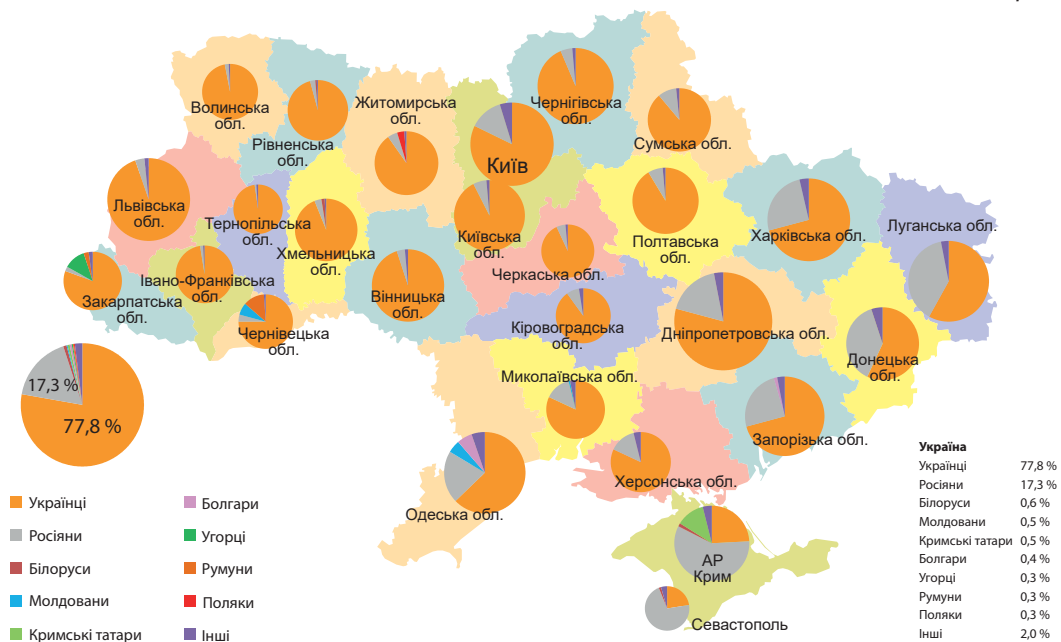 Волинська
обл.
Рівненська
обл.
Житомирська
обл.
Київ
Чернігівська
обл.
Сумська обл.
Львівська
обл.
Тернопільська
обл.
Хмельницька
обл.
Київська
обл.
Черкаська обл.
Полтавська
обл.
Харківська
обл.
Луганська обл.
Закарпатська
обл.
Івано-Франківська
обл.
Чернівецька
обл.
Вінницька
обл.
Кіровоградська
обл.
Дніпропетровська обл.
Донецька
обл.
Миколаївська обл.
Запорізька обл.
Одеська обл.
Херсонська обл.
АР
Крим
Севастополь
17,3 %
77,8 %
Українці
Росіяни
Білоруси
Молдовани
Кримські татари
Болгари
Угорці
Румуни
Поляки
Інші
Україна
Українці 77,8 %
Росіяни 17,3 %
Білоруси 0,6 %
Молдовани 0,5 %
Кримські татари 0,5 %
Болгари 0,4 %
Угорці 0,3 %
Румуни 0,3 %
Поляки 0,3 %
Інші 2,0 %